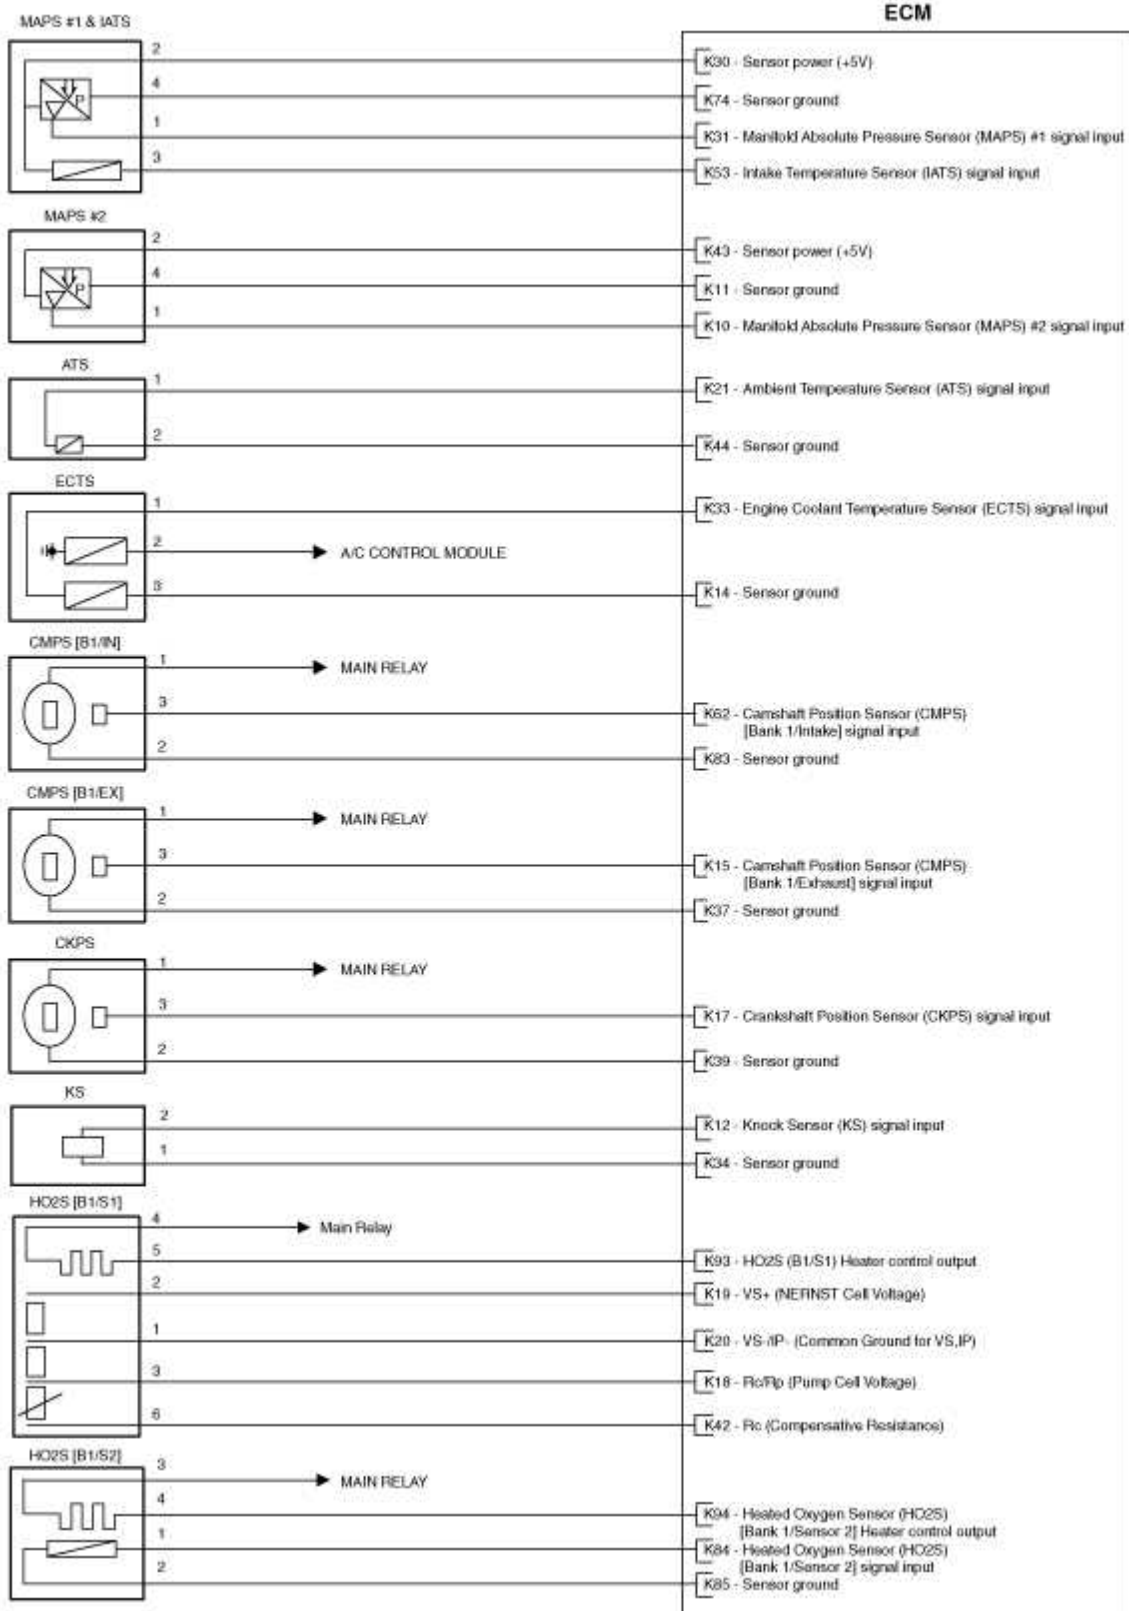 ECM
MAPS #1 & IATS
2
K30 - Sensor power (+5V)
4
K74 - Sensor ground
1
K31 - Manifold Absolute Pressure Sensor (MAPS) #1 signal input
3
K53 - Intake Temperature Sensor (IATS) signal input
P
MAPS #2
2
K43 - Sensor power (+5V)
4
K11 - Sensor ground
1
K10 - Manifold Absolute Pressure Sensor (MAPS) #2 signal input
P
ATS
1
K21 - Ambient Temperature Sensor (ATS) signal input
2
K44 - Sensor ground
ECTS
1
K33 - Engine Coolant Temperature Sensor (ECTS) signal input
2
A/C CONTROL MODULE
3
K14 - Sensor ground
CMPS [B1/IN]
1
MAIN RELAY
3
K62 - Camshaft Position Sensor (CMPS)
[Bank 1/Intake] signal input
2
K83 - Sensor ground
CMPS [B1/EX]
1
MAIN RELAY
3
K15 - Camshaft Position Sensor (CMPS)
[Bank 1/Exhaust] signal input
2
K37 - Sensor ground
CKPS
1
MAIN RELAY
3
K17 - Crankshaft Position Sensor (CKPS) signal input
2
K39 - Sensor ground
KS
2
K12 - Knock Sensor (KS) signal input
1
K34 - Sensor ground
HO2S [B1/S1]
4
Main Relay
5
K93 - HO2S (B1/S1) Heater control output
2
K19 - VS+ (NERNST Cell Voltage)
1
K20 - VS-/IP- (Common Ground for VS,IP)
3
K18 - Rc/Rp (Pump Cell Voltage)
6
K42 - Rc (Compensative Resistance)
HO2S [B1/S2]
3
MAIN RELAY
4
K94 - Heated Oxygen Sensor (HO2S)
[Bank 1/Sensor 2] Heater control output
1
K84 - Heated Oxygen Sensor (HO2S)
[Bank 1/Sensor 2] signal input
2
K85 - Sensor ground